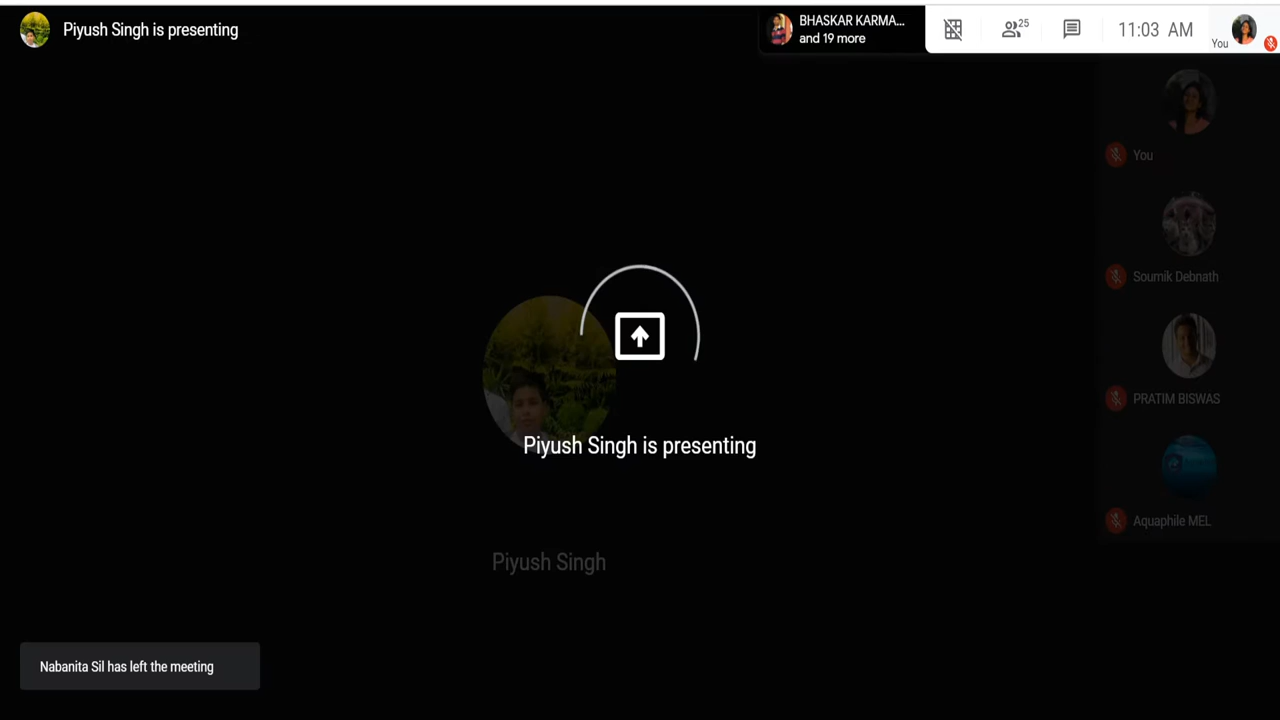 Piyush Singh is presenting
BHASKAR KARMA...
and 19 more
25
11:03 AM
You
You
Soumik Debnath
PRATIM BISWAS
Aquaphile MEL
Piyush Singh is presenting
Piyush Singh
Nabanita Sil has left the meeting